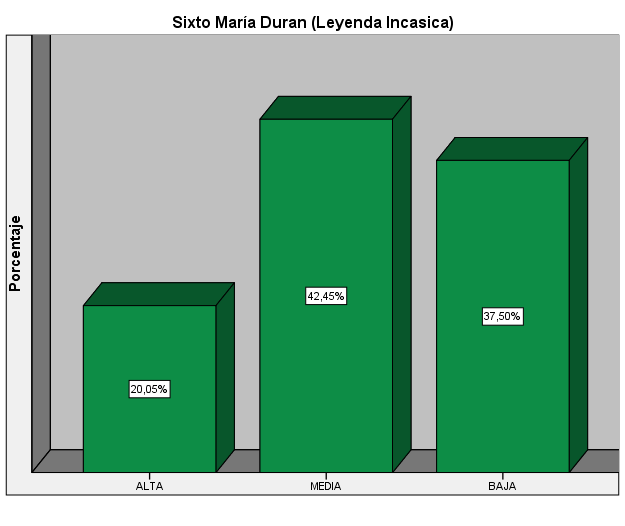 Sixto María Duran (Leyenda Incasica)
Porcentaje
42,45%
37,50%
20,05%
ALTA
MEDIA
BAJA